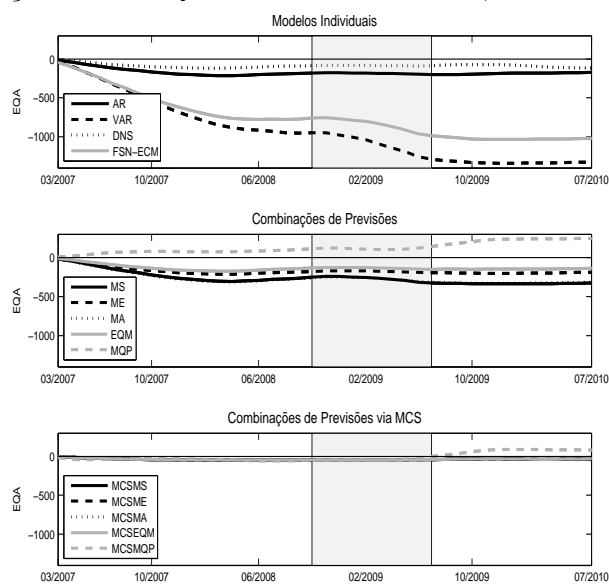 Modelos Individuais
0
−500
−1000
EQA
AR
VAR
DNS
FSN−ECM
03/2007 10/2007 06/2008 02/2009 10/2009 07/2010
Combinações de Previsões
0
−500
−1000
EQA
MS
ME
MA
EQM
MQP
03/2007 10/2007 06/2008 02/2009 10/2009 07/2010
Combinações de Previsões via MCS
0
−500
−1000
EQA
MCSMS
MCSME
MCSMA
MCSEQM
MCSMQP
03/2007 10/2007 06/2008 02/2009 10/2009 07/2010